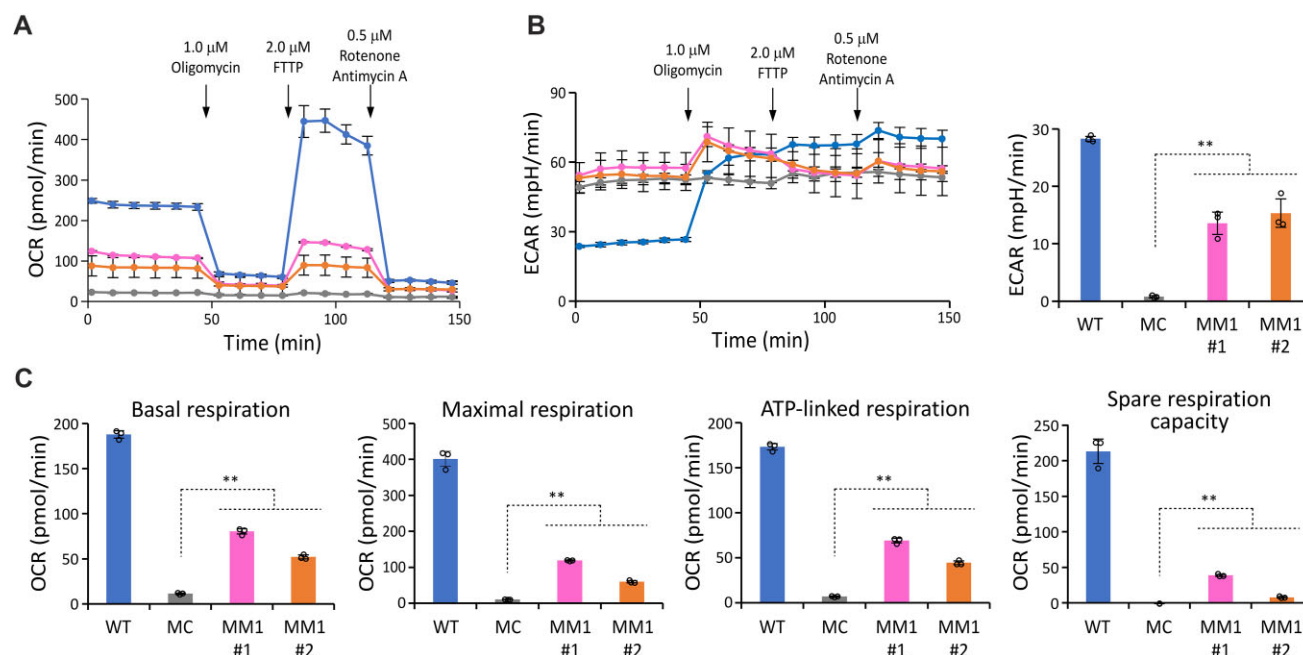 A
1.0 μM
Oligomycin
2.0 μM
FTTP
0.5 μM
Rotenone
Antimycin A
OCR (pmol/min)
500
400
300
200
100
0
0
50
100
150
Time (min)
B
1.0 μM
Oligomycin
2.0 μM
FTTP
0.5 μM
Rotenone
Antimycin A
ECAR (mpH/min)
90
60
30
0
0
50
100
150
Time (min)
ECAR (mpH/min)
30
20
10
0
**
WT
MC
MM1
#1
MM1
#2
C
Basal respiration
OCR (pmol/min)
200
150
100
50
0
**
WT
MC
MM1
#1
MM1
#2
Maximal respiration
OCR (pmol/min)
500
400
300
200
100
0
**
WT
MC
MM1
#1
MM1
#2
ATP-linked respiration
OCR (pmol/min)
200
150
100
50
0
**
WT
MC
MM1
#1
MM1
#2
Spare respiration
capacity
OCR (pmol/min)
250
200
150
100
50
0
**
WT
MC
MM1
#1
MM1
#2